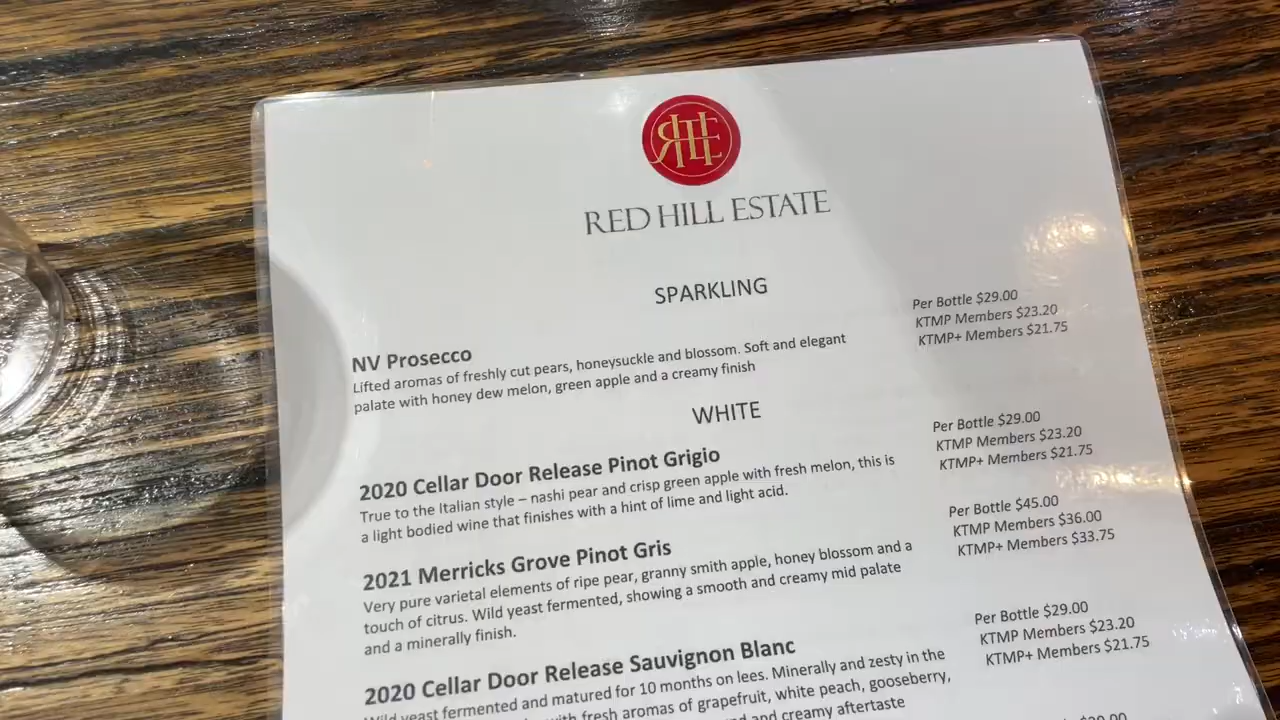 RHE
RED HILL ESTATE
SPARKLING
NV Prosecco
Per Bottle $29.00
KTMP Members $23.20
KTMP+ Members $21.75
Lifted aromas of freshly cut pears, honeysuckle and blossom. Soft and elegant
palate with honey dew melon, green apple and a creamy finish
WHITE
2020 Cellar Door Release Pinot Grigio
Per Bottle $29.00
KTMP Members $23.20
KTMP+ Members $21.75
True to the Italian style – nashi pear and crisp green apple with fresh melon, this is
a light bodied wine that finishes with a hint of lime and light acid.
2021 Merricks Grove Pinot Gris
Per Bottle $45.00
KTMP Members $36.00
KTMP+ Members $33.75
Very pure varietal elements of ripe pear, granny smith apple, honey blossom and a
touch of citrus. Wild yeast fermented, showing a smooth and creamy mid palate
and a minerally finish.
2020 Cellar Door Release Sauvignon Blanc
Per Bottle $29.00
KTMP Members $23.20
KTMP+ Members $21.75
Wild yeast fermented and matured for 10 months on lees. Minerally and zesty in the
with fresh aromas of grapefruit, white peach, gooseberry,
and creamy aftertaste